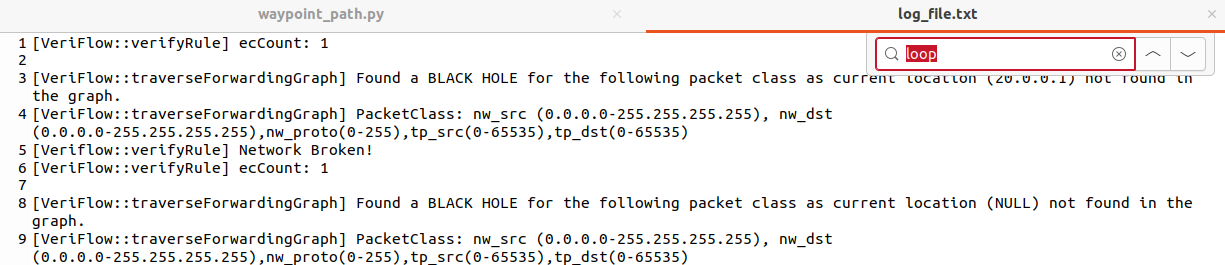 waypoint_path.py × log_file.txt ×
loop
1 [VeriFlow::verifyRule] ecCount: 1
2
3 [VeriFlow::traverseForwardingGraph] Found a BLACK HOLE for the following packet class as current location (20.0.0.1) not found in
the graph.
4 [VeriFlow::traverseForwardingGraph] PacketClass: nw_src (0.0.0.0-255.255.255.255), nw_dst
(0.0.0.0-255.255.255.255),nw_proto(0-255),tp_src(0-65535),tp_dst(0-65535)
5 [VeriFlow::verifyRule] Network Broken!
6 [VeriFlow::verifyRule] ecCount: 1
7
8 [VeriFlow::traverseForwardingGraph] Found a BLACK HOLE for the following packet class as current location (NULL) not found in the
graph.
9 [VeriFlow::traverseForwardingGraph] PacketClass: nw_src (0.0.0.0-255.255.255.255), nw_dst
(0.0.0.0-255.255.255.255),nw_proto(0-255),tp_src(0-65535),tp_dst(0-65535)